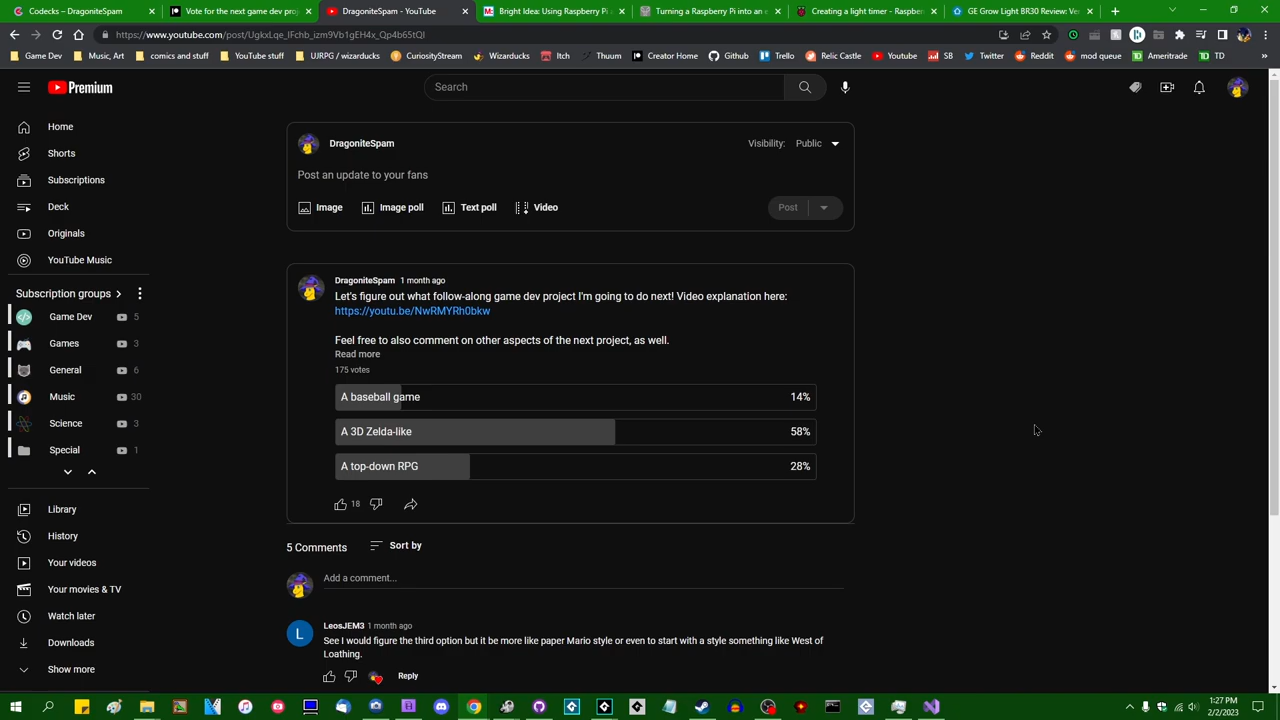 Codecks – DragoniteSpam
Vote for the next game dev proj
DragoniteSpam - YouTube
Bright Idea: Using Raspberry Pi
Turning a Raspberry Pi into an c
Creating a light timer - Raspber
GE Grow Light BR30 Review: Ver
https://www.youtube.com/post/UgkxLqe_lFchb_izm9Vb1gEH4x_Qp4b65tQI
Game Dev
Music, Art
comics and stuff
YouTube stuff
UJRPG / wizarducks
CuriosityStream
Wizarducks
Itch
Thuum
Creator Home
Github
Trello
Relic Castle
Youtube
SB
Twitter
Reddit
mod queue
Ameritrade
TD
Premium
Search
Home
Shorts
Subscriptions
Deck
Originals
YouTube Music
Subscription groups
Game Dev 5
Games 3
General 6
Music 30
Science 3
Special 1
Library
History
Your videos
Your movies & TV
Watch later
Downloads
Show more
DragoniteSpam
Visibility: Public
Post an update to your fans
Image
Image poll
Text poll
Video
Post
DragoniteSpam 1 month ago
Let's figure out what follow-along game dev project I'm going to do next! Video explanation here:
https://youtu.be/NwRMYRh0bkw
Feel free to also comment on other aspects of the next project, as well.
Read more
175 votes
A baseball game 14%
A 3D Zelda-like 58%
A top-down RPG 28%
18
5 Comments
Sort by
Add a comment...
L
LeosJEM3 1 month ago
See I would figure the third option but it be more like paper Mario style or even to start with a style something like West of
Loathing.
Reply
1:27 PM
2/2/2023